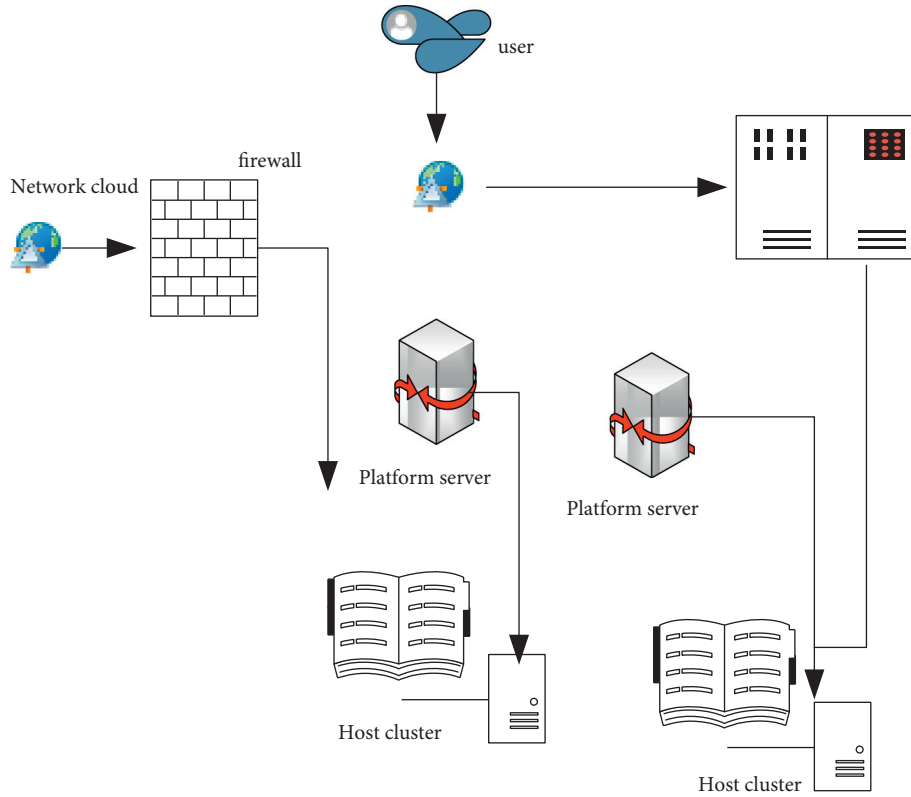 user
firewall
Network cloud
Platform server
Platform server
Host cluster
Host cluster